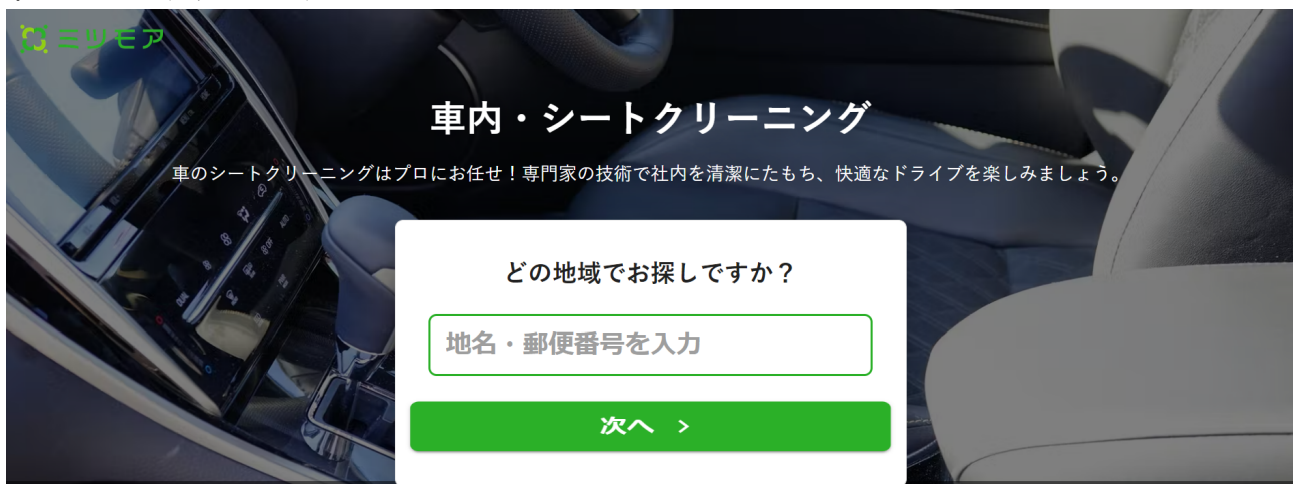 ミツモア
車内・シートクリーニング
車のシートクリーニングはプロにお任せ！専門家の技術で社内を清潔にたもち、快適なドライブを楽しみましょう。
どの地域でお探しですか？
地名・郵便番号を入力
次へ >